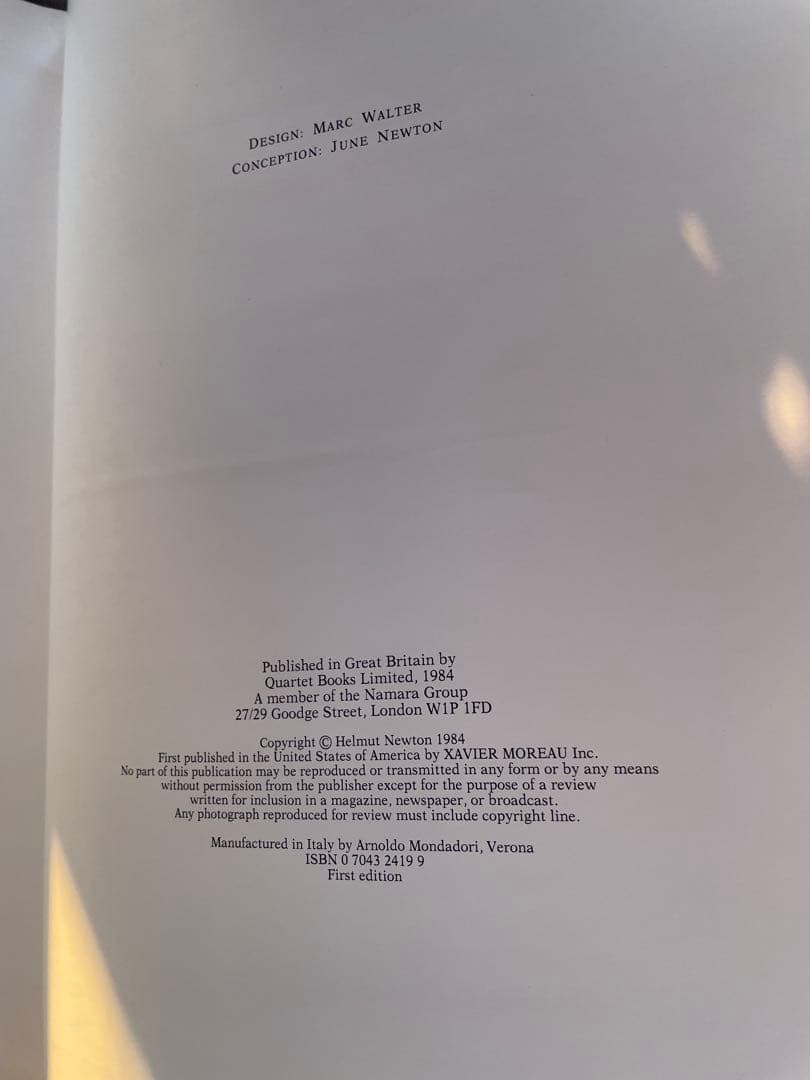 DESIGN: MARC WALTER
CONCEPTION: JUNE NEWTON
Published in Great Britain by
Quartet Books Limited, 1984
A member of the Namara Group
27/29 Goodge Street, London W1P 1FD
Copyright © Helmut Newton 1984
First published in the United States of America by XAVIER MOREAU Inc.
No part of this publication may be reproduced or transmitted in any form or by any means
without permission from the publisher except for the purpose of a review
written for inclusion in a magazine, newspaper, or broadcast.
Any photograph reproduced for review must include copyright line.
Manufactured in Italy by Arnoldo Mondadori, Verona
ISBN 0 7043 2419 9
First edition